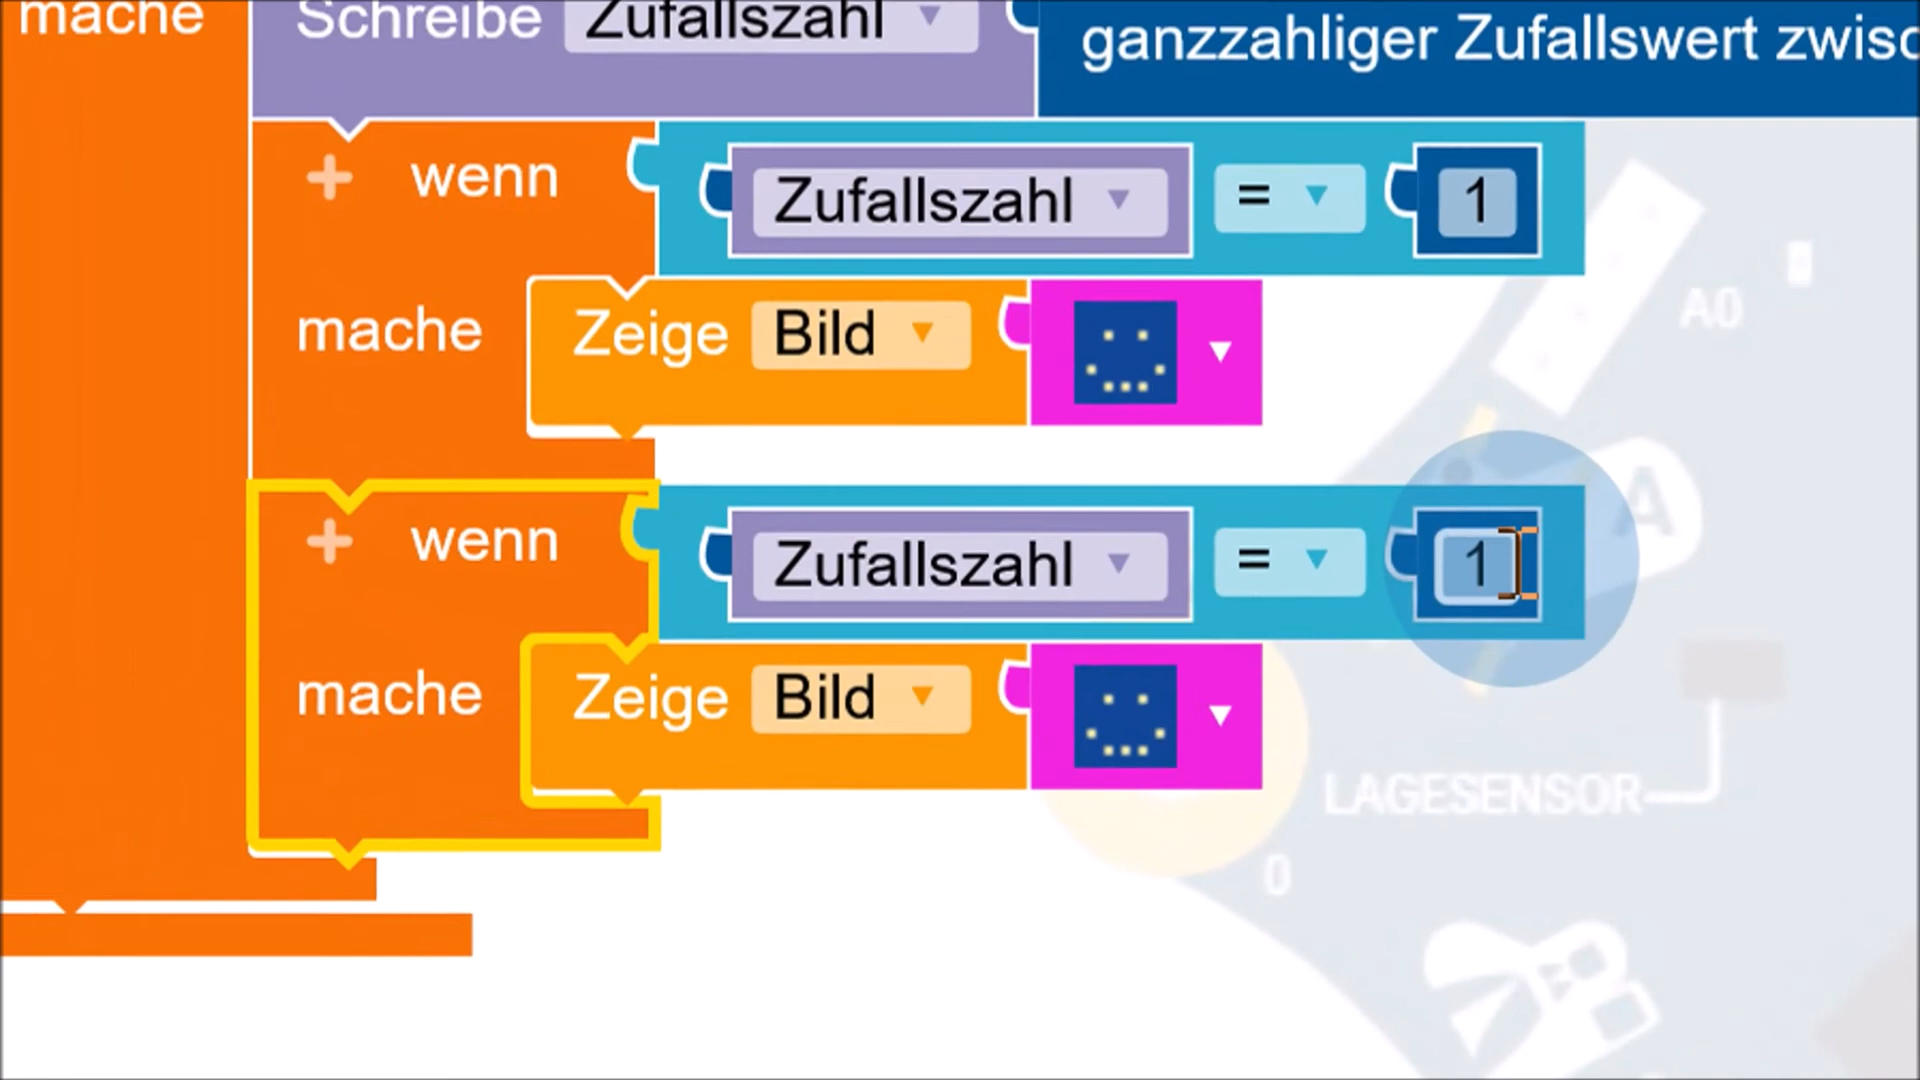 mache Schreibe Zufallszahl ganzzahliger Zufallswert zwisc
wenn Zufallszahl = 1
mache Zeige Bild
A0
wenn Zufallszahl = 1
A
mache Zeige Bild
LAGESENSOR
0